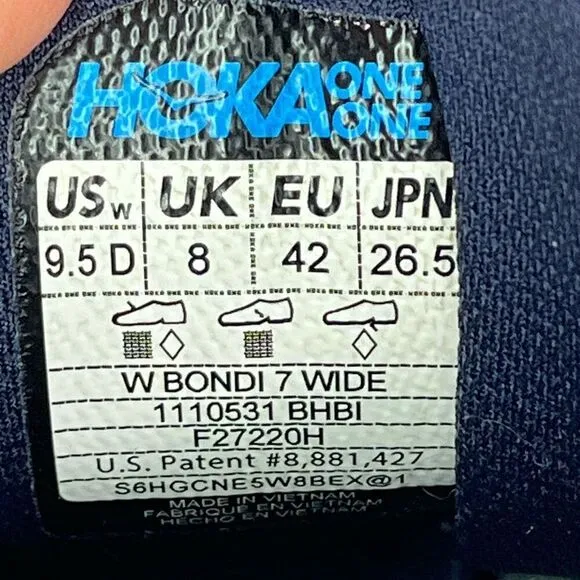 HOKA ONE ONE
USw UK EU JPN
9.5 D 8 42 26.5
W BONDI 7 WIDE
1110531 BHBI
F27220H
U.S. Patent #8,881,427
S6HGCNE5W8BEX@1
MADE IN VIETNAM
FABRIQUE EN VIETNAM
HECHO EN VIETNAM